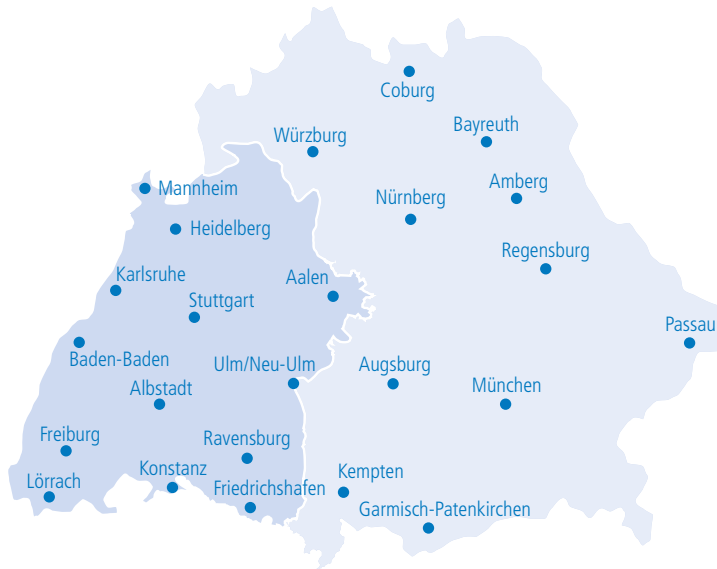 Coburg
Bayreuth
Würzburg
Amberg
Mannheim
Nürnberg
Heidelberg
Regensburg
Karlsruhe
Aalen
Stuttgart
Passau
Baden-Baden
Ulm/Neu-Ulm
Augsburg
Albstadt
München
Freiburg
Ravensburg
Konstanz
Kempten
Lörrach
Friedrichshafen
Garmisch-Patenkirchen